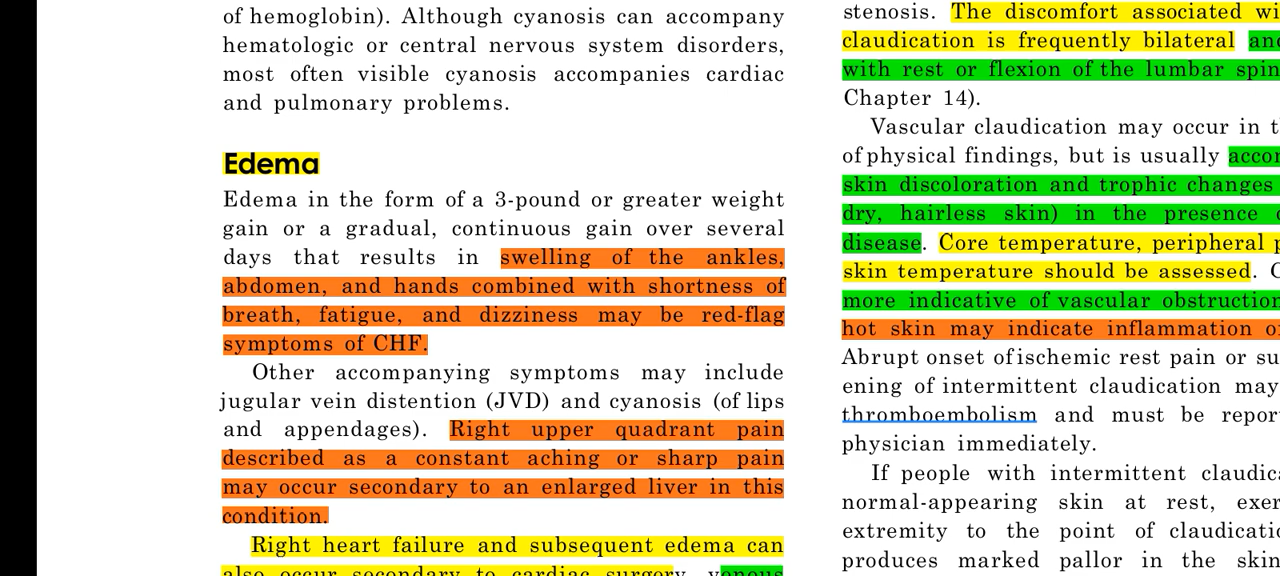 of hemoglobin). Although cyanosis can accompany
hematologic or central nervous system disorders,
most often visible cyanosis accompanies cardiac
and pulmonary problems.
Edema
Edema in the form of a 3-pound or greater weight
gain or a gradual, continuous gain over several
days that results in swelling of the ankles,
abdomen, and hands combined with shortness of
breath, fatigue, and dizziness may be red-flag
symptoms of CHF.
Other accompanying symptoms may include
jugular vein distention (JVD) and cyanosis (of lips
and appendages). Right upper quadrant pain
described as a constant aching or sharp pain
may occur secondary to an enlarged liver in this
condition.
Right heart failure and subsequent edema can
also occur secondary to cardiac surgery, venous
stenosis. The discomfort associated
claudication is frequently bilateral
with rest or flexion of the lumbar
Chapter 14).
Vascular claudication may occur in
of physical findings, but is usually
skin discoloration and trophic changes
dry, hairless skin) in the presence
disease. Core temperature, peripheral
skin temperature should be assessed.
more indicative of vascular obstruction
hot skin may indicate inflammation
Abrupt onset of ischemic rest pain or
ening of intermittent claudication may
thromboembolism and must be
physician immediately.
If people with intermittent
normal-appearing skin at rest,
extremity to the point of
produces marked pallor in the skin